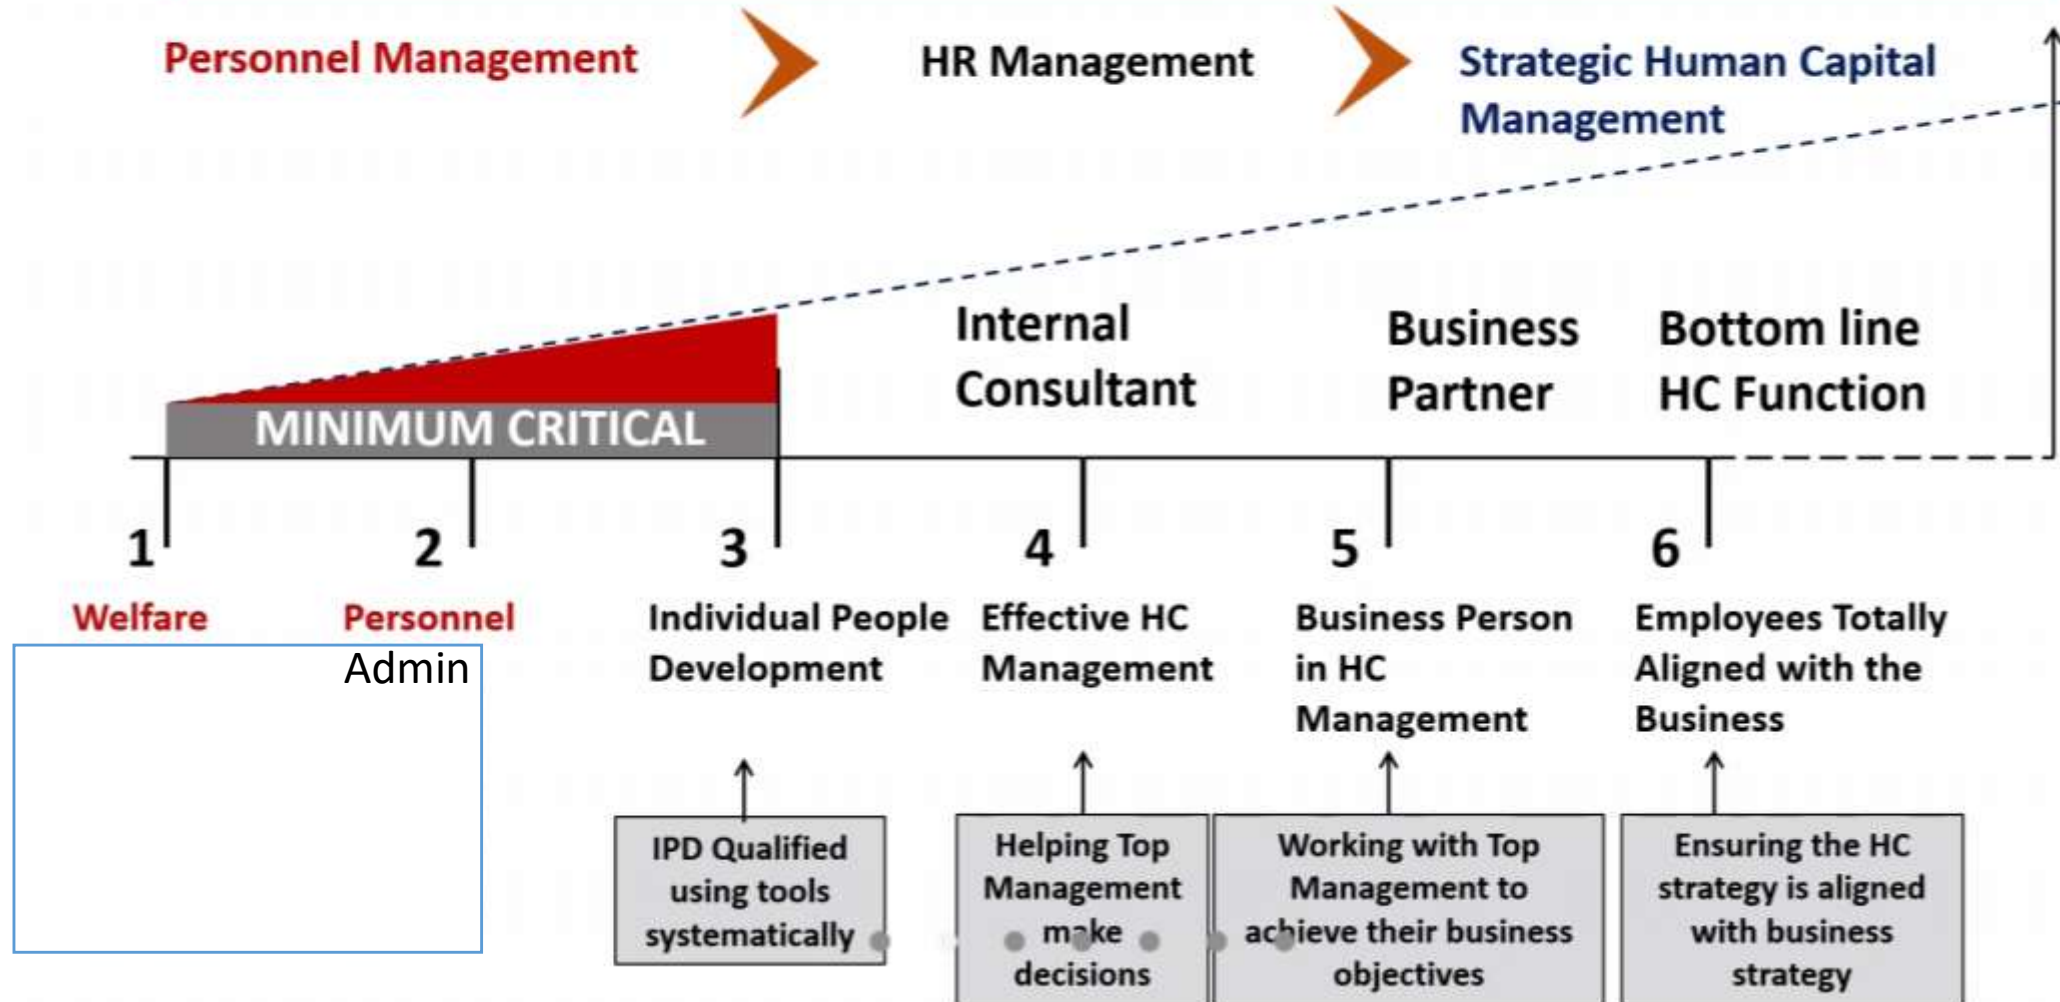 Personnel Management
HR Management
Strategic Human Capital
Management
Internal
Consultant
Business
Partner
Bottom line
HC Function
MINIMUM CRITICAL
1
2
3
4
5
6
Welfare
Personnel
Admin
Individual People
Development
Effective HC
Management
Business Person
in HC
Management
Employees Totally
Aligned with the
Business
IPD Qualified
using tools
systematically
Helping Top
Management
make
decisions
Working with Top
Management to
achieve their business
objectives
Ensuring the HC
strategy is aligned
with business
strategy